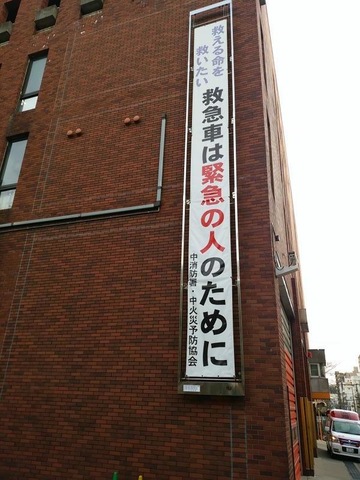 救える命を
救いたい
救急車は緊急の人のために
中消防署・中火災予防協会